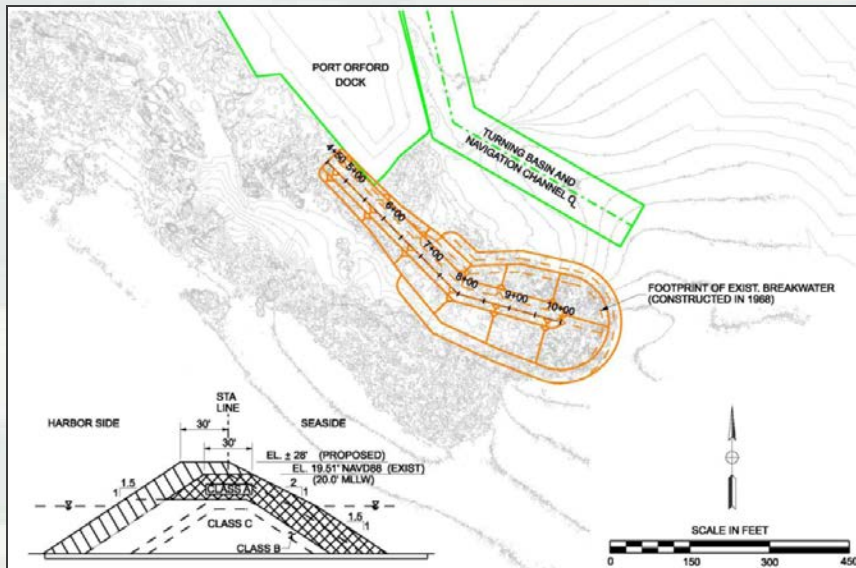 PORT ORFORD
DOCK
TURNING BASIN AND
NAVIGATION CHANNEL ℄
4+50
5+00
6+00
7+00
8+00
9+00
10+00
FOOTPRINT OF EXIST. BREAKWATER
(CONSTRUCTED IN 1968)
STA
LINE
HARBOR SIDE
SEASIDE
30'
30'
EL. ± 28' (PROPOSED)
EL. 19.51' NAVD88 (EXIST)
(20.0' MLLW)
1.5
1
CLASS A
2
1
CLASS C
1.5
1
CLASS B
SCALE IN FEET
0 150 300 450